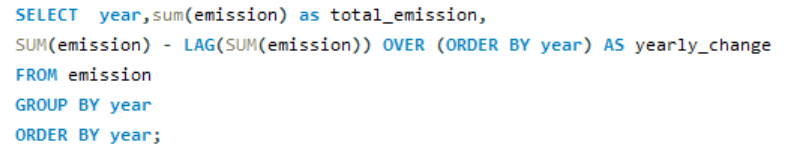 SELECT  year,sum(emission) as total_emission,
SUM(emission) - LAG(SUM(emission)) OVER (ORDER BY year) AS yearly_change
FROM emission
GROUP BY year
ORDER BY year;